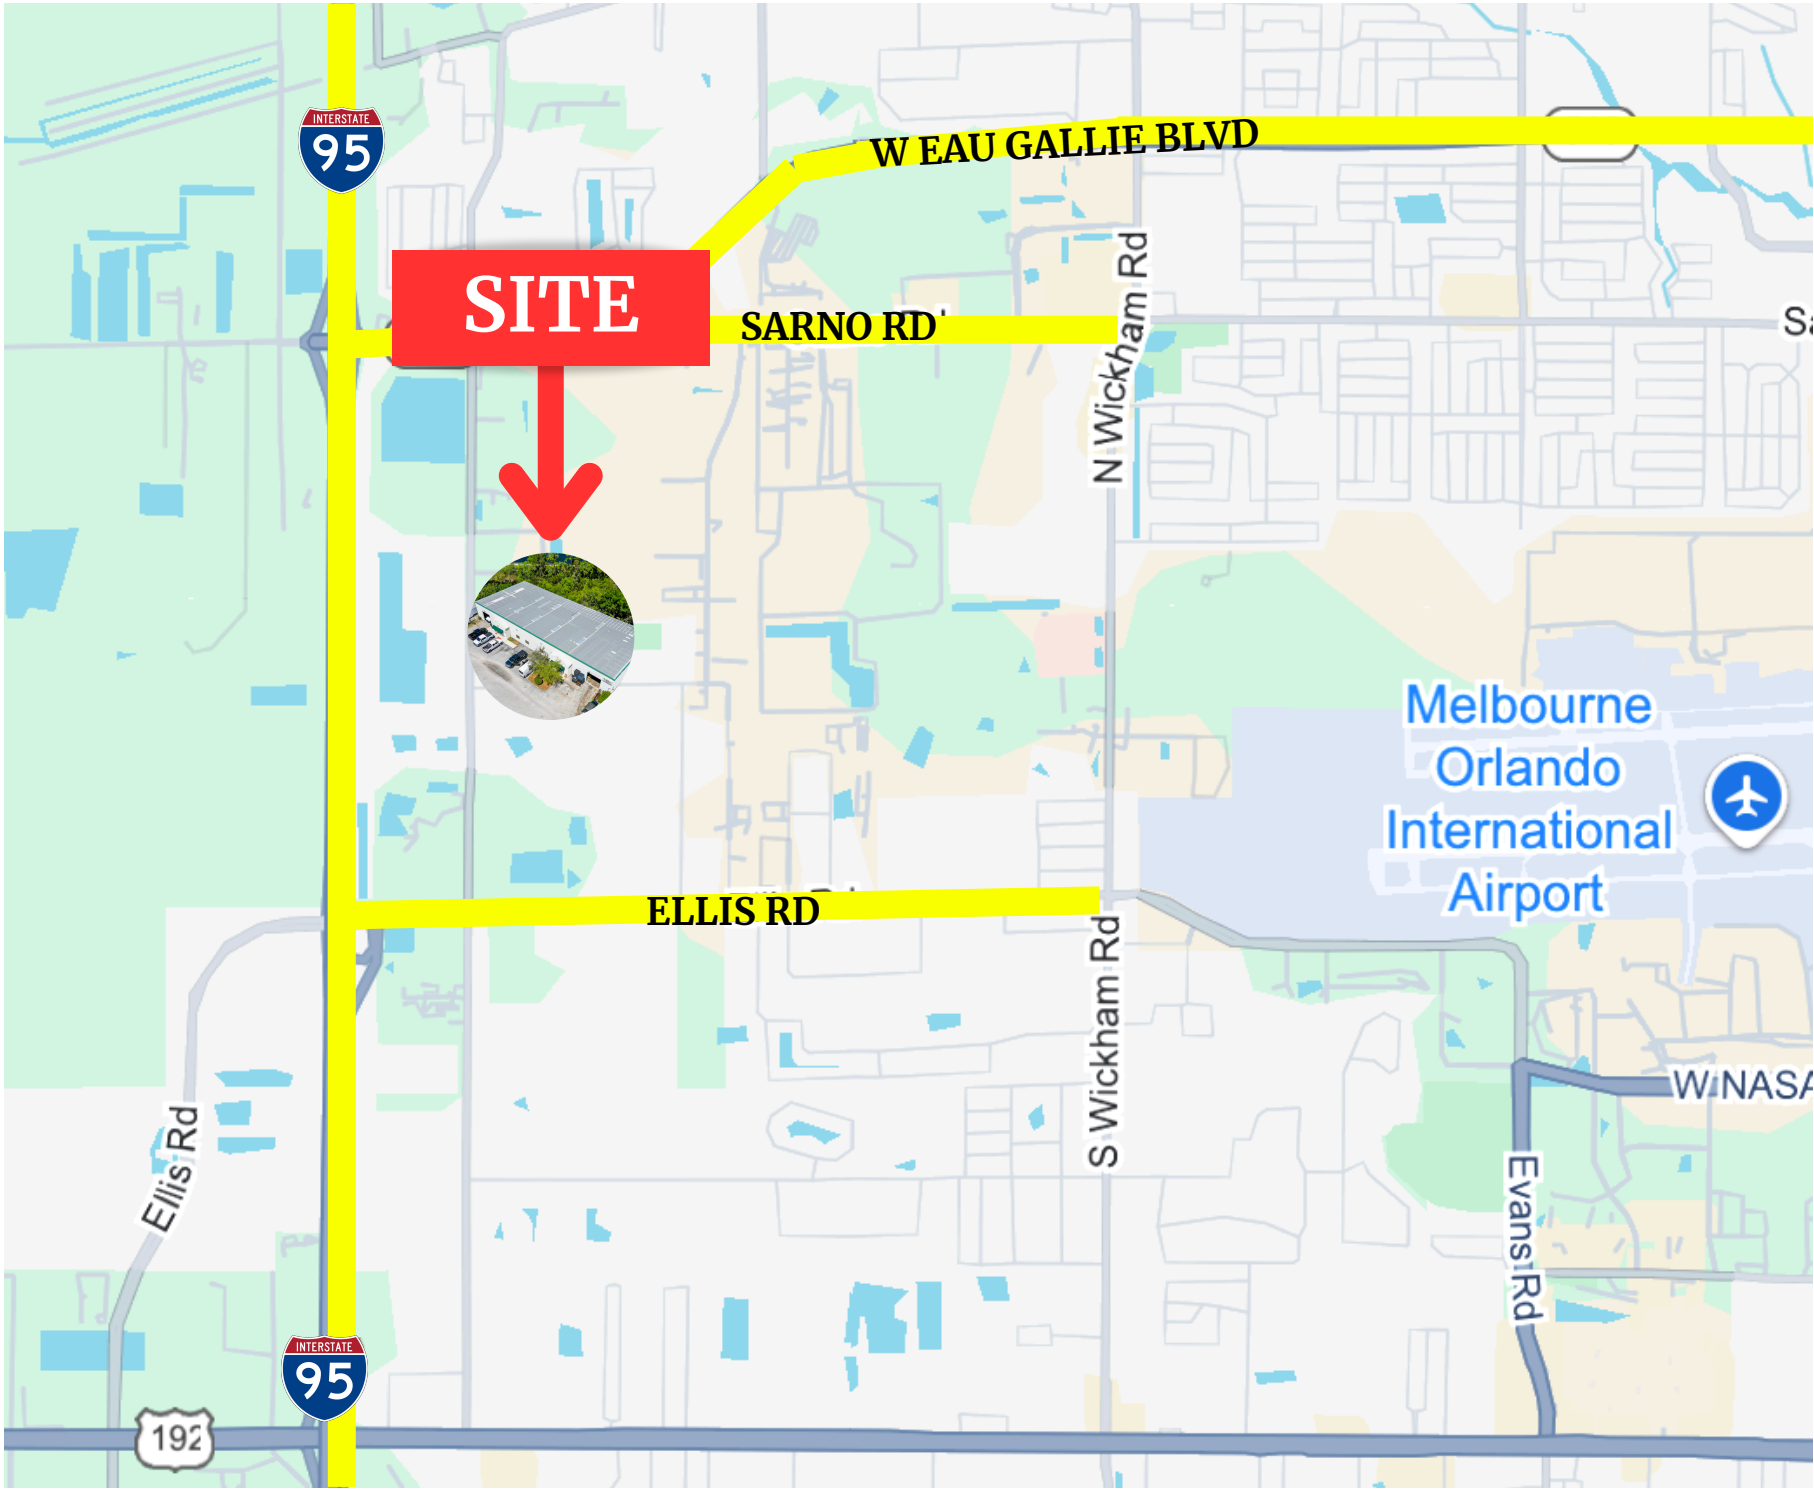 INTERSTATE
95
W EAU GALLIE BLVD
SITE
SARNO RD
N Wickham Rd
Melbourne
Orlando
International
Airport
ELLIS RD
S Wickham Rd
W NASA
Ellis Rd
Evans Rd
INTERSTATE
95
192